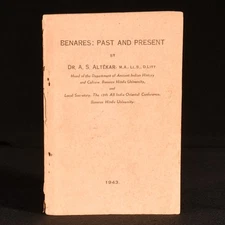 BENARES: PAST AND PRESENT
BY
DR. A. S. ALTEKAR, M.A., LL.B., D.LITT.
Head of the Department of Ancient Indian History
and Culture, Benares Hindu University,
and
Local Secretary, The 12th All India Oriental Conference,
Benares Hindu University.
1943.